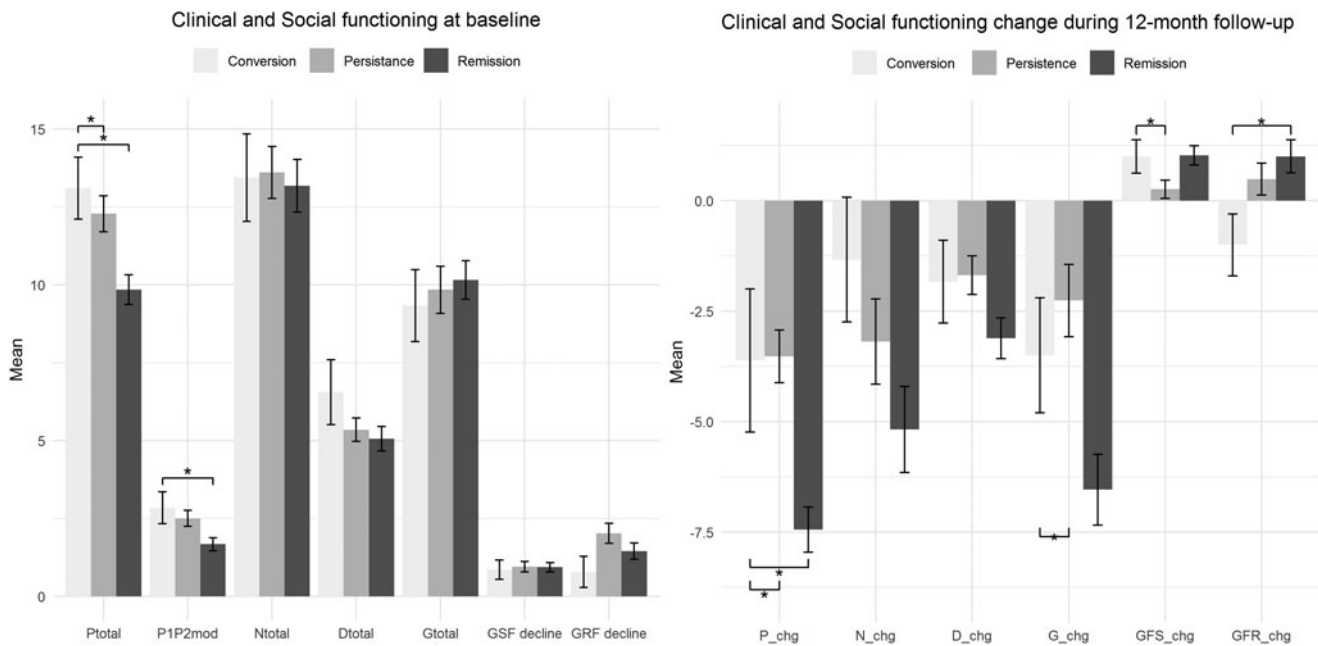 Clinical and Social functioning at baseline
Conversion Persistance Remission
Mean
15
10
5
0
* * * 
Ptotal P1P2mod Ntotal Dtotal Gtotal GSF decline GRF decline
Clinical and Social functioning change during 12-month follow-up
Conversion Persistence Remission
Mean
0.0
-2.5
-5.0
-7.5
* * * * *
P_chg N_chg D_chg G_chg GFS_chg GFR_chg